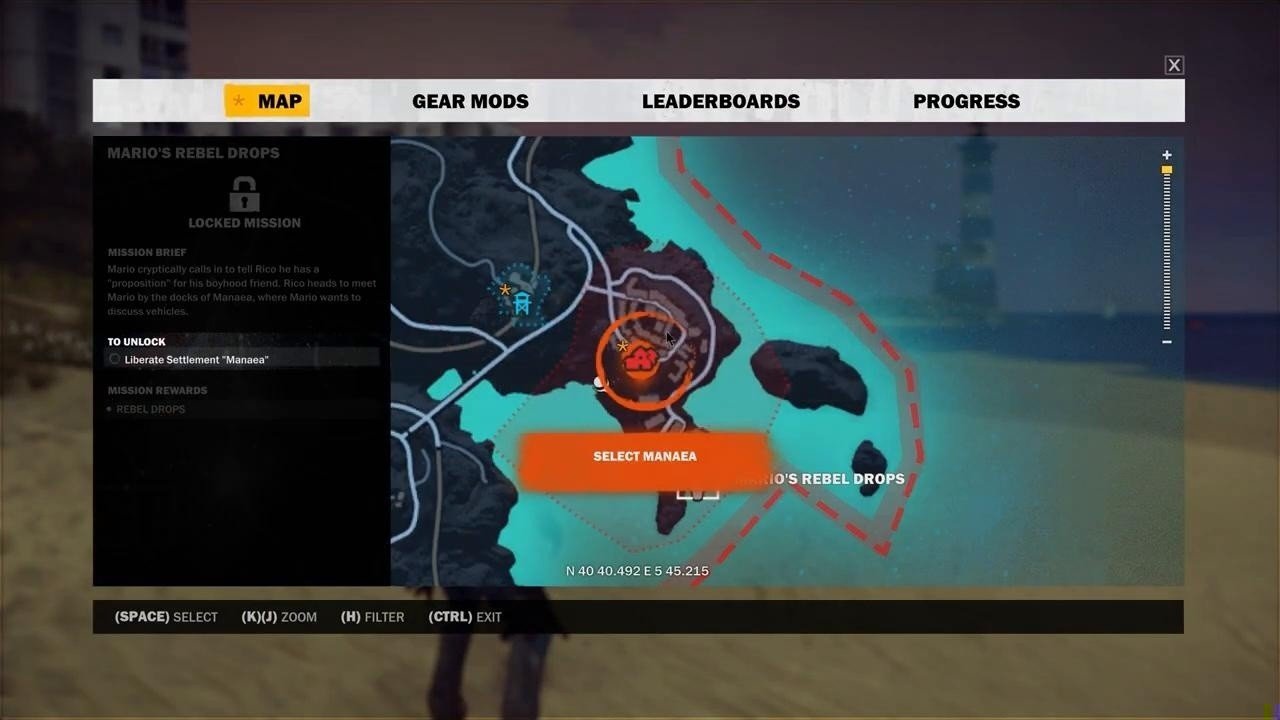 X
MAP
GEAR MODS
LEADERBOARDS
PROGRESS
MARIO'S REBEL DROPS
LOCKED MISSION
MISSION BRIEF
Mario cryptically calls in to tell Rico he has a
"proposition" for his boyhood friend. Rico heads to meet
Mario by the docks of Manaea, where Mario wants to
discuss vehicles.
TO UNLOCK
Liberate Settlement "Manaea"
MISSION REWARDS
• REBEL DROPS
+
−
SELECT MANAEA
MARIO'S REBEL DROPS
N 40 40.492 E 5 45.215
(SPACE) SELECT (K)(J) ZOOM (H) FILTER (CTRL) EXIT